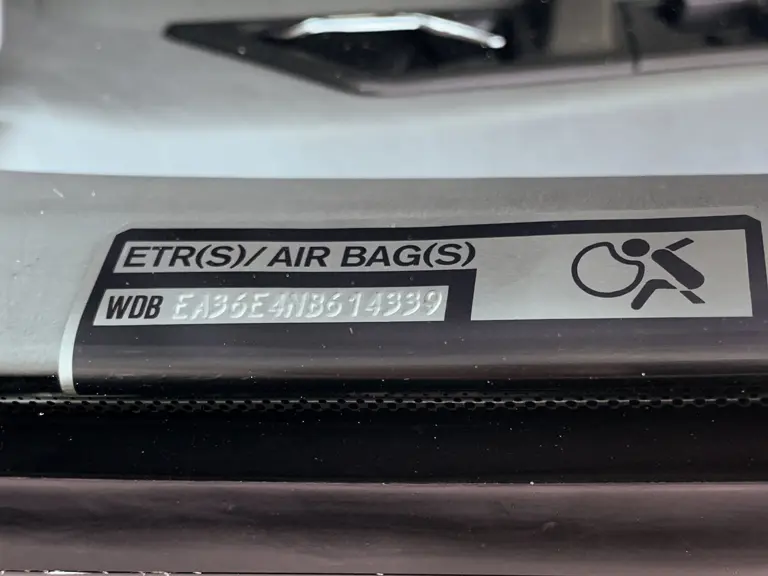 ETR(S)/AIR BAG(S)
WDB EA36E4NB614339